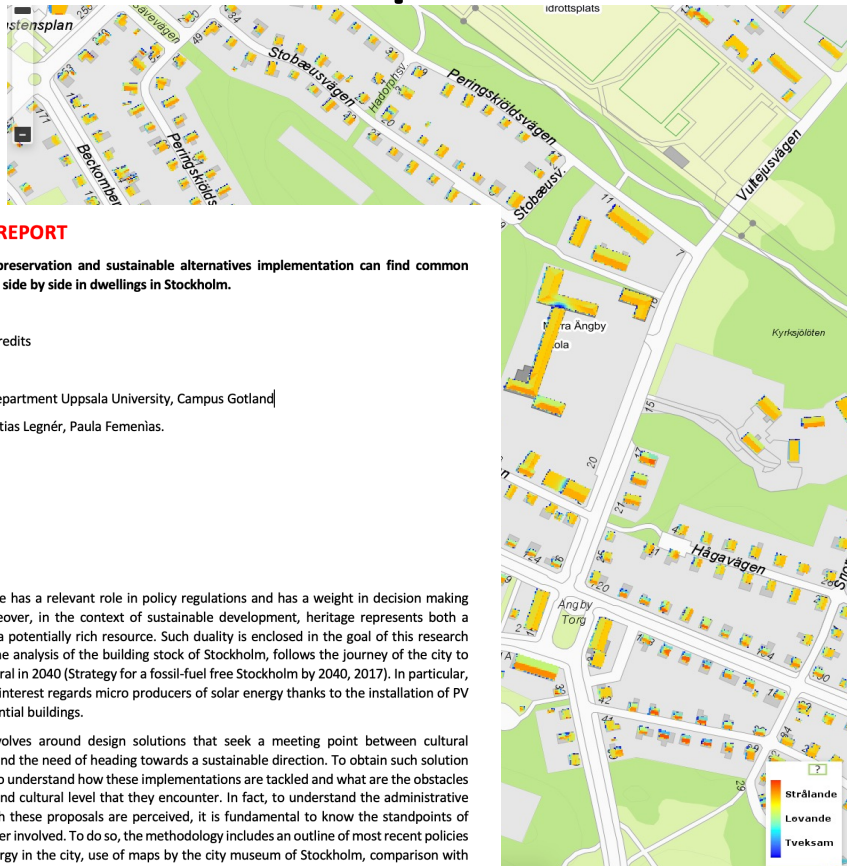 idrottsplats
Stobæusvägen
Hadorphsv.
Peringskjöldsvägen
Vultejusvägen
Stobæusv.
11
7
REPORT
preservation and sustainable alternatives implementation can find common
side by side in dwellings in Stockholm.
redits
epartment Uppsala University, Campus Gotland
tias Legnér, Paula Femenìas.
Kyrksjölöten
15
20
17
21
Hågavägen
Ängby
Torg
e has a relevant role in policy regulations and has a weight in decision making
eover, in the context of sustainable development, heritage represents both a
a potentially rich resource. Such duality is enclosed in the goal of this research
ne analysis of the building stock of Stockholm, follows the journey of the city to
ral in 2040 (Strategy for a fossil-fuel free Stockholm by 2040, 2017). In particular,
interest regards micro producers of solar energy thanks to the installation of PV
ntial buildings.
volves around design solutions that seek a meeting point between cultural
nd the need of heading towards a sustainable direction. To obtain such solution
o understand how these implementations are tackled and what are the obstacles
nd cultural level that they encounter. In fact, to understand the administrative
h these proposals are perceived, it is fundamental to know the standpoints of
er involved. To do so, the methodology includes an outline of most recent policies
rgy in the city, use of maps by the city museum of Stockholm, comparison with
29
?
Strålande
Lovande
Tveksam